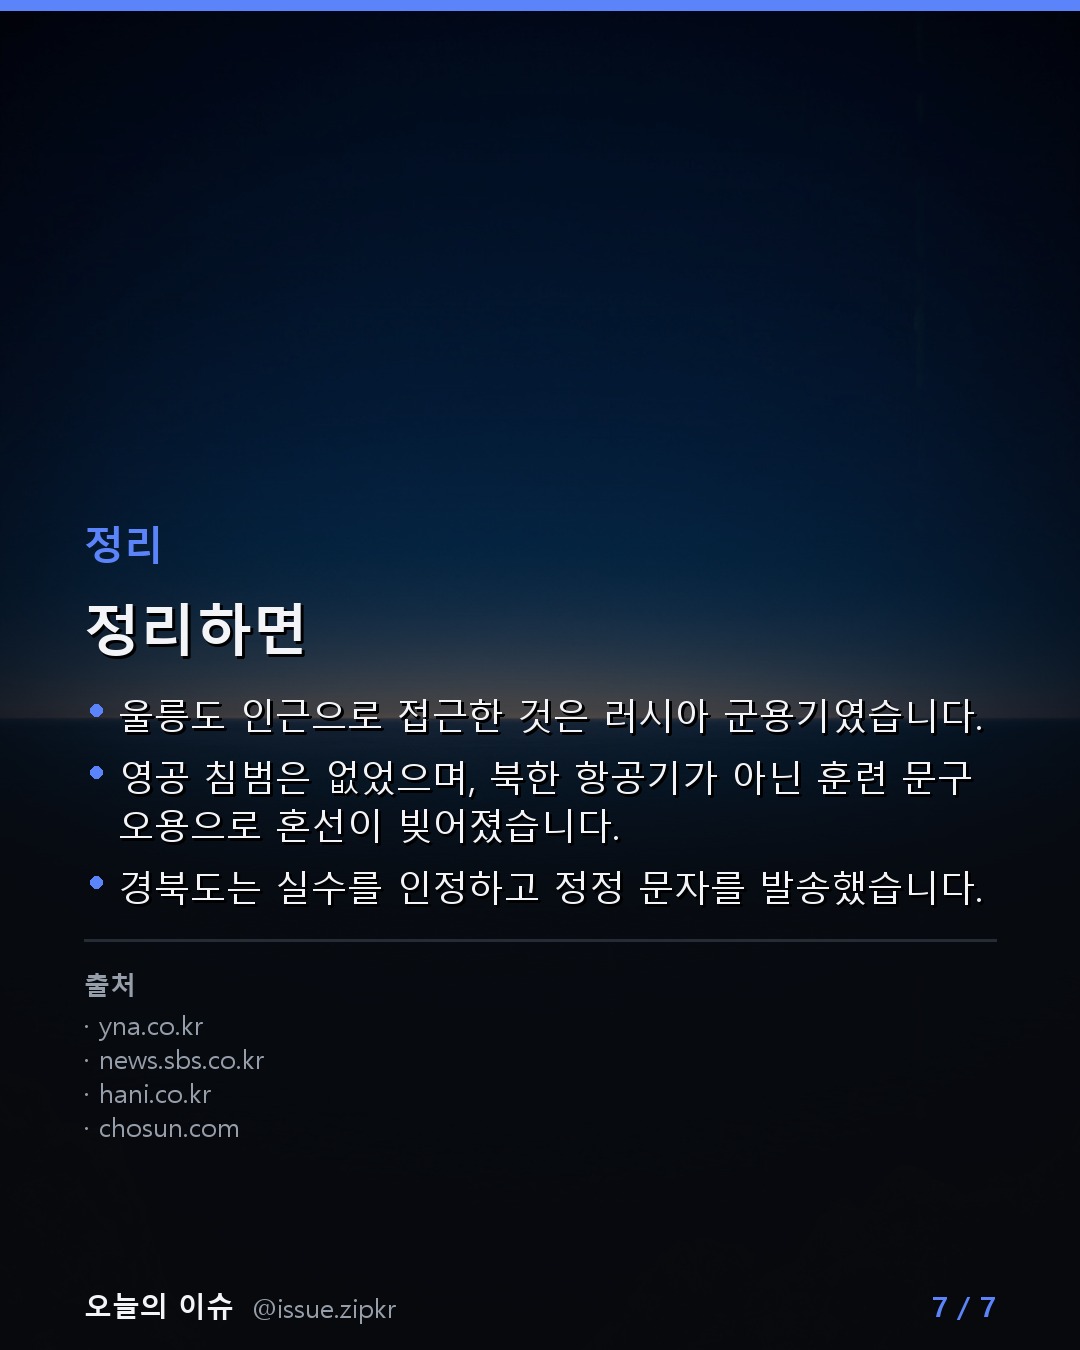 정리
정리하면
• 울릉도 인근으로 접근한 것은 러시아 군용기였습니다.
• 영공 침범은 없었으며, 북한 항공기가 아닌 훈련 문구
오용으로 혼선이 빚어졌습니다.
• 경북도는 실수를 인정하고 정정 문자를 발송했습니다.
출처
· yna.co.kr
· news.sbs.co.kr
· hani.co.kr
· chosun.com
오늘의 이슈 @issue.zipkr 7 / 7